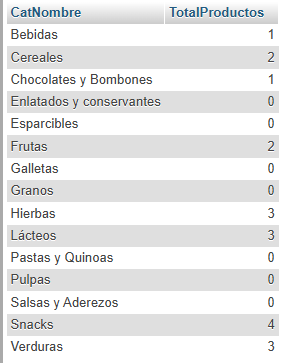 CatNombre TotalProductos
Bebidas 1
Cereales 2
Chocolates y Bombones 1
Enlatados y conservantes 0
Esparcibles 0
Frutas 2
Galletas 0
Granos 0
Hierbas 3
Lácteos 3
Pastas y Quinoas 0
Pulpas 0
Salsas y Aderezos 0
Snacks 4
Verduras 3